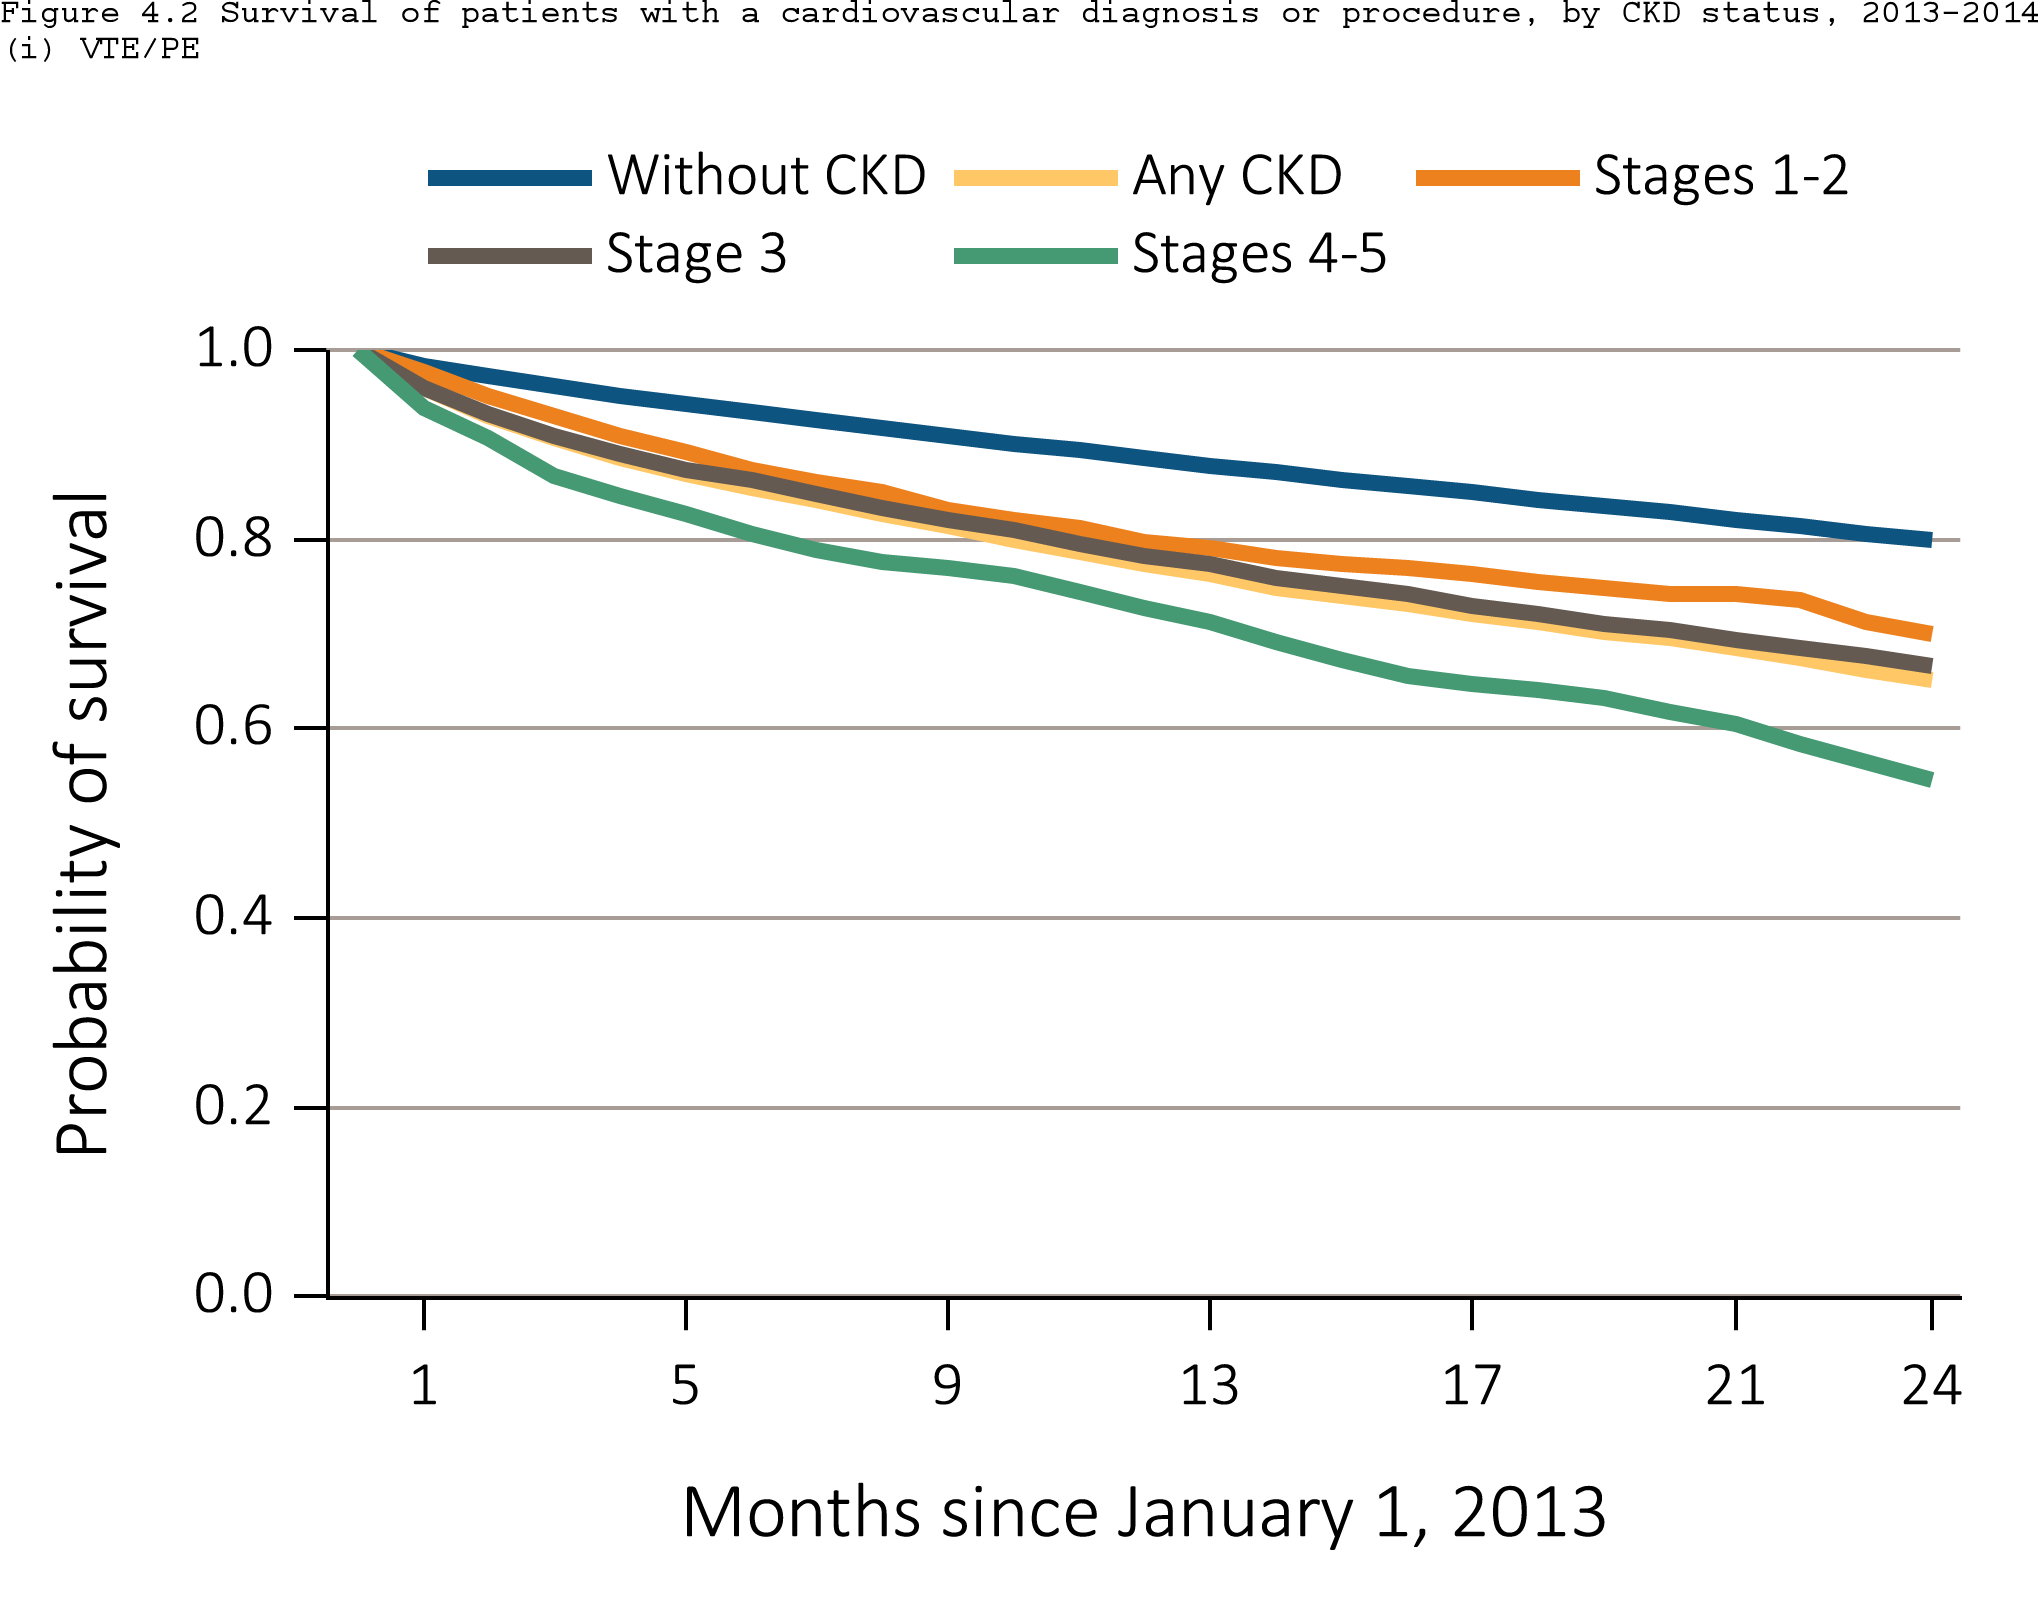 Figure 4.2 Survival of patients with a cardiovascular diagnosis or procedure, by CKD status, 2013-2014
(i) VTE/PE
Without CKD Any CKD Stages 1-2
Stage 3 Stages 4-5
1.0
0.8
0.6
0.4
0.2
0.0
Probability of survival
1 5 9 13 17 21 24
Months since January 1, 2013